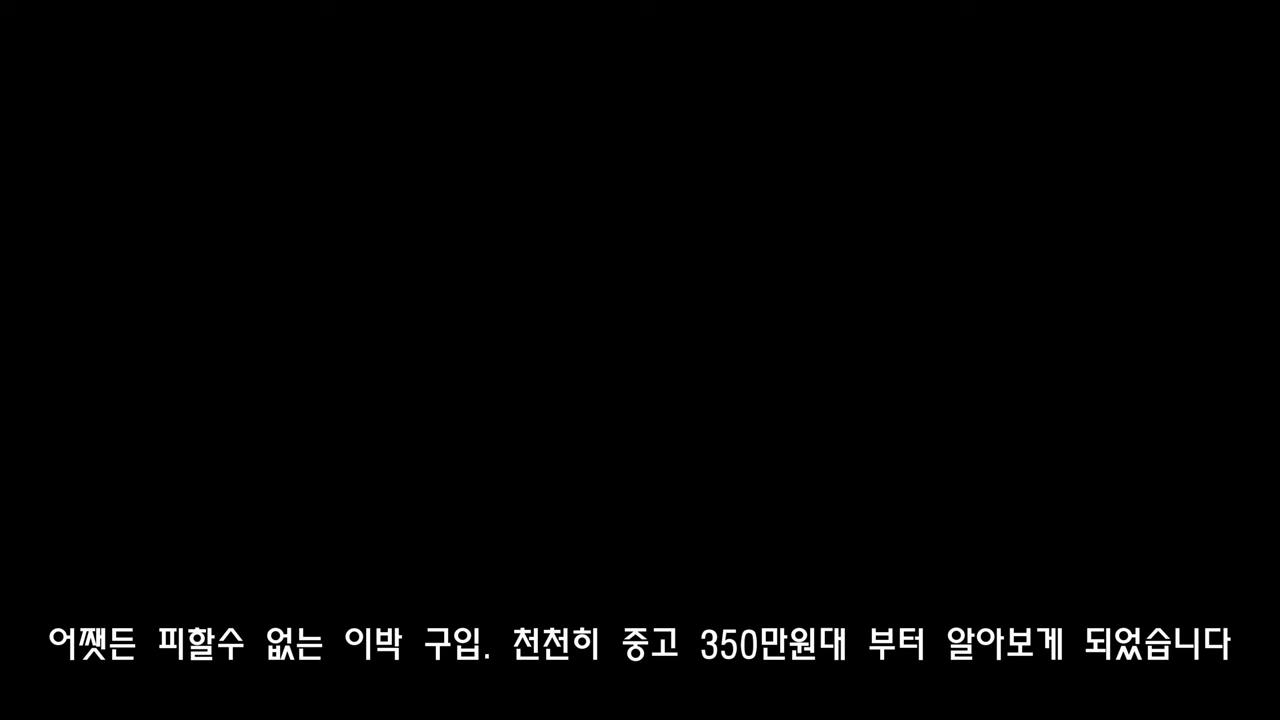 어쨋든 피할수 없는 이박 구입. 천천히 중고 350만원대 부터 알아보게 되었습니다